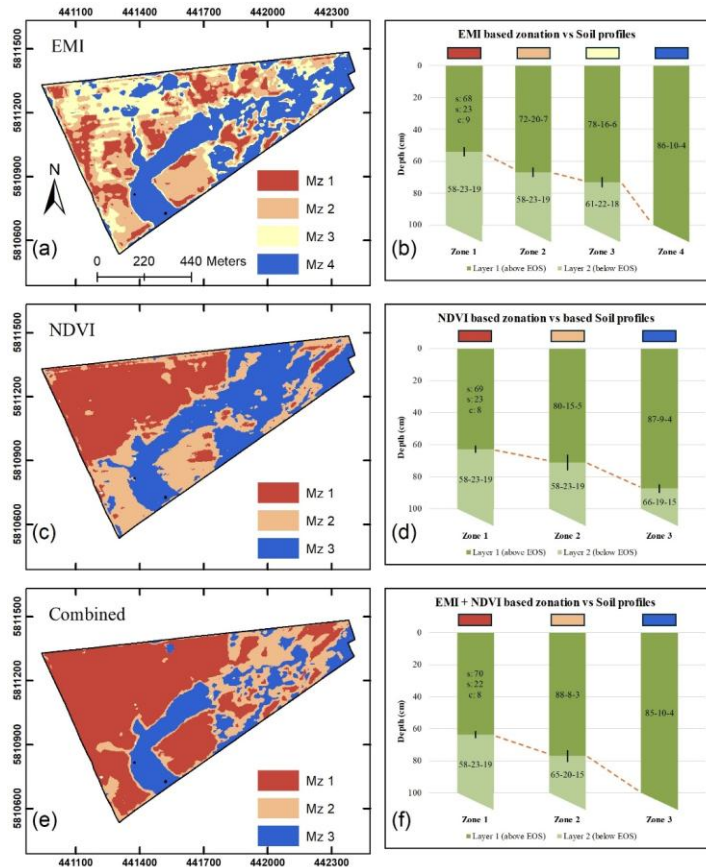 441100 441400 441700 442000 442300
EMI
5811500
5811200
5810900
5810600
N
Mz 1
Mz 2
Mz 3
Mz 4
0 220 440 Meters
(a)
EMI based zonation vs Soil profiles
Depth (cm)
0
20
40
60
80
100
s: 68
s: 23
c: 9
72-20-7
78-16-6
86-10-4
58-23-19
58-23-19
61-22-18
Zone 1 Zone 2 Zone 3 Zone 4
Layer 1 (above EOS) Layer 2 (below EOS)
(b)
NDVI
5811500
5811200
5810900
5810600
Mz 1
Mz 2
Mz 3
(c)
NDVI based zonation vs based Soil profiles
Depth (cm)
0
20
40
60
80
100
s: 69
s: 23
c: 8
80-15-5
87-9-4
58-23-19
58-23-19
66-19-15
Zone 1 Zone 2 Zone 3
Layer 1 (above EOS) Layer 2 (below EOS)
(d)
Combined
5811500
5811200
5810900
5810600
Mz 1
Mz 2
Mz 3
(e)
441100 441400 441700 442000 442300
EMI + NDVI based zonation vs Soil profiles
Depth (cm)
0
20
40
60
80
100
s: 70
s: 22
c: 8
88-8-3
85-10-4
58-23-19
65-20-15
Zone 1 Zone 2 Zone 3
Layer 1 (above EOS) Layer 2 (below EOS)
(f)